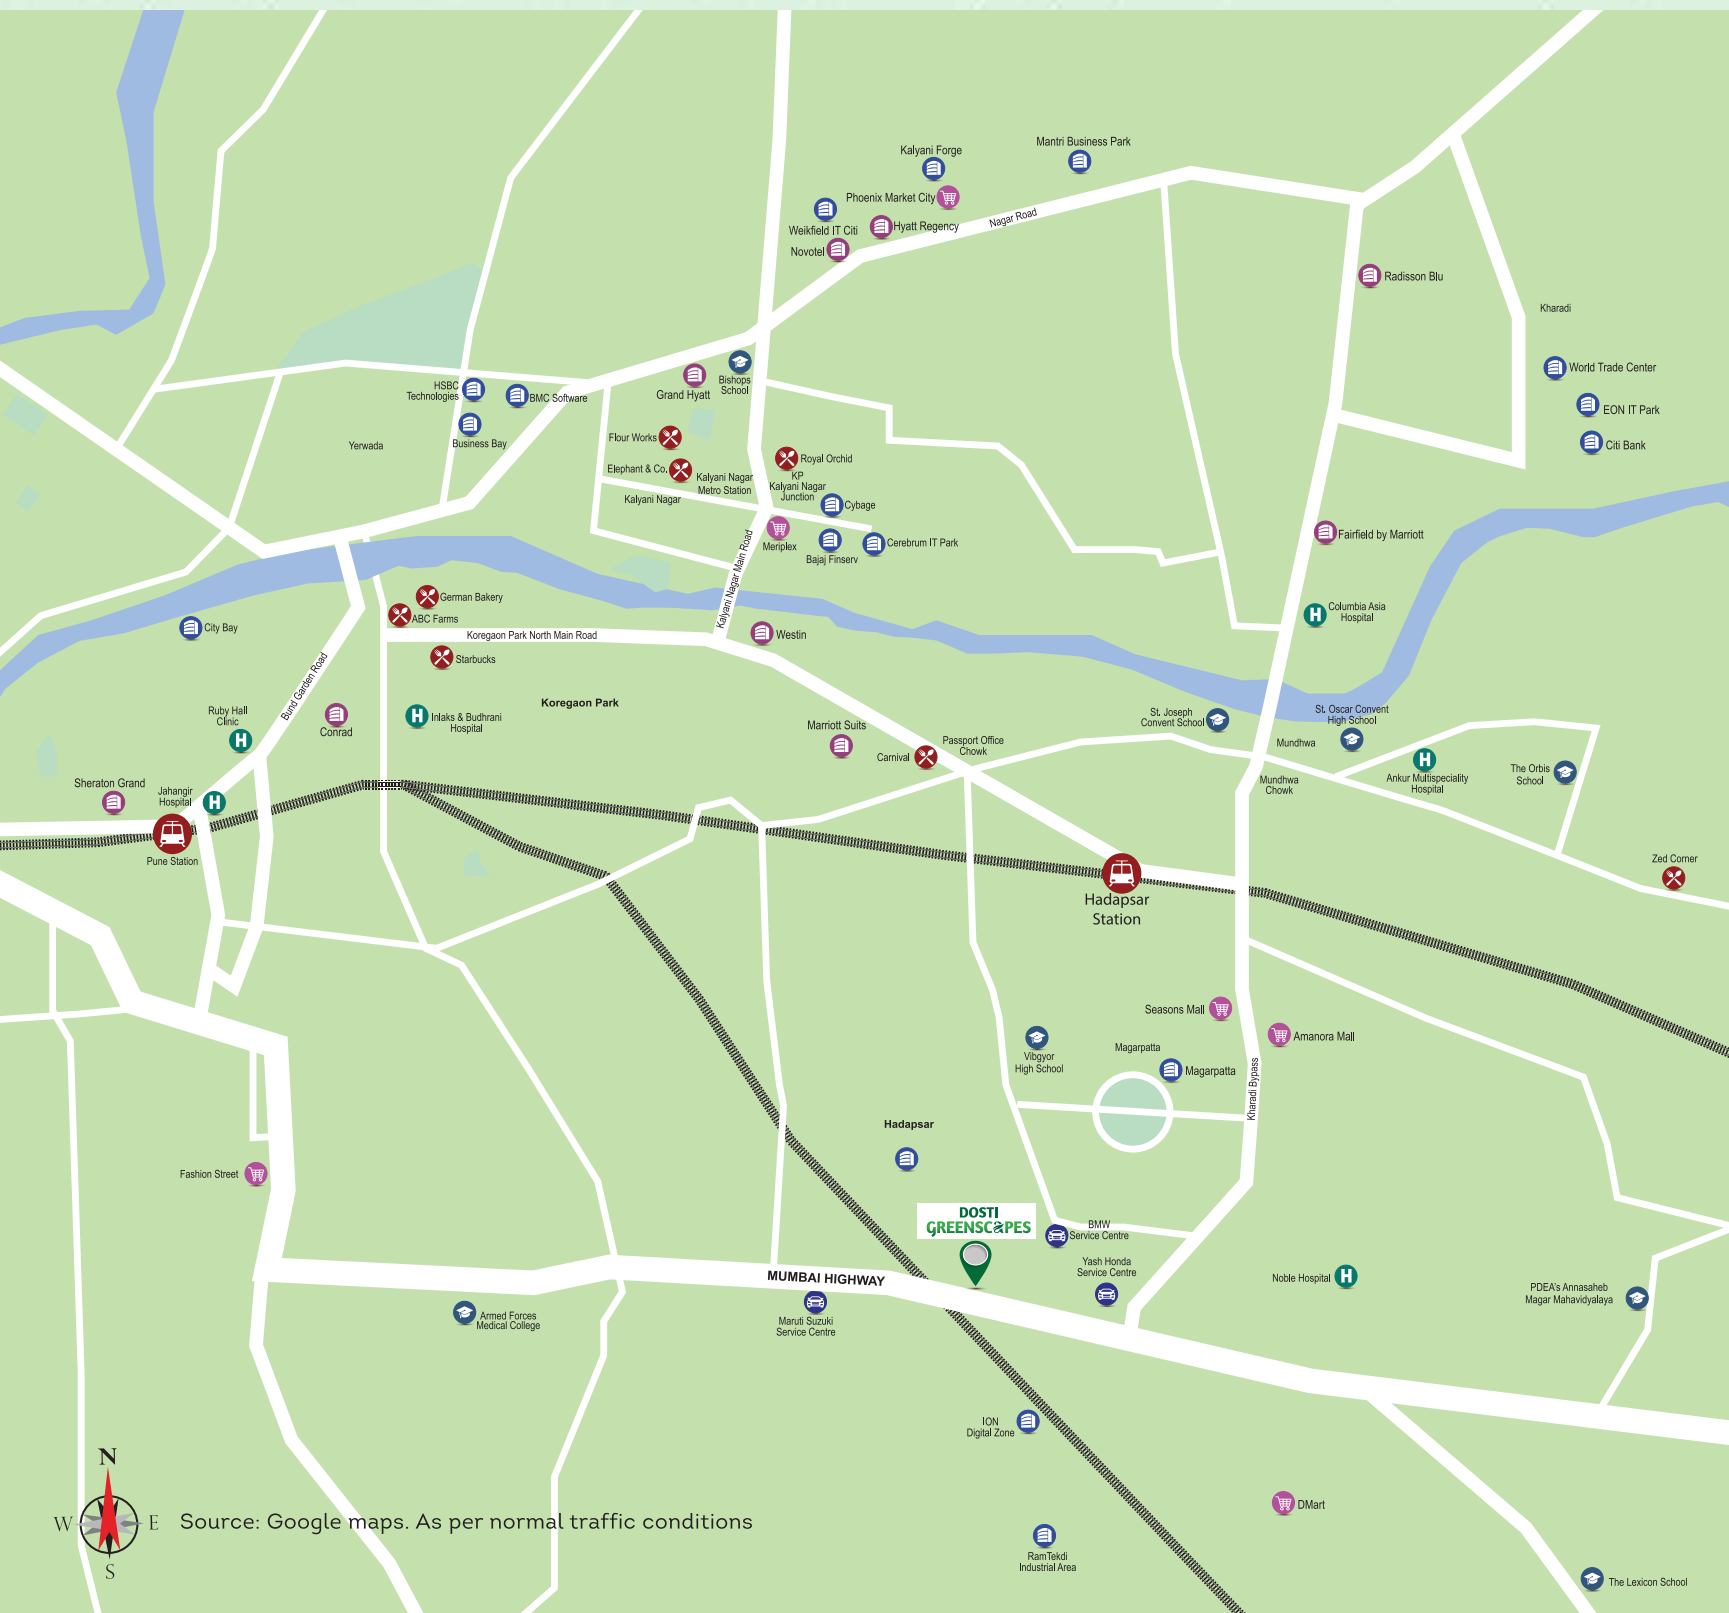 Mantri Business Park
Kalyani Forge
Phoenix Market City
Weikfield IT Citi
Hyatt Regency
Nagar Road
Novotel
Radisson Blu
Kharadi
World Trade Center
EON IT Park
Citi Bank
HSBC
Technologies
BMC Software
Business Bay
Yerwada
Grand Hyatt
Bishops
School
Flour Works
Elephant & Co.
Kalyani Nagar
Metro Station
Kalyani Nagar
Royal Orchid
KP
Kalyani Nagar
Junction
Cybage
Meriplex
Bajaj Finserv
Cerebrum IT Park
Kalyani Nagar Main Road
Fairfield by Marriott
Columbia Asia
Hospital
German Bakery
ABC Farms
City Bay
Koregaon Park North Main Road
Westin
Starbucks
Bund Garden Road
Koregaon Park
Ruby Hall
Clinic
Conrad
Inlaks & Budhrani
Hospital
Marriott Suits
Carnival
Passport Office
Chowk
St. Joseph
Convent School
St. Oscar Convent
High School
Mundhwa
Mundhwa
Chowk
Ankur Multispeciality
Hospital
The Orbis
School
Sheraton Grand
Jahangir
Hospital
Pune Station
Zed Corner
Hadapsar
Station
Seasons Mall
Amanora Mall
Vibgyor
High School
Magarpatta
Magarpatta
Kharadi Bypass
Hadapsar
Fashion Street
DOSTI
GREENSCAPES
BMW
Service Centre
Yash Honda
Service Centre
MUMBAI HIGHWAY
Maruti Suzuki
Service Centre
Armed Forces
Medical College
Noble Hospital
PDEA's Annasaheb
Magar Mahavidyalaya
ION
Digital Zone
DMart
RamTekdi
Industrial Area
The Lexicon School
N
W
E
S
Source: Google maps. As per normal traffic conditions